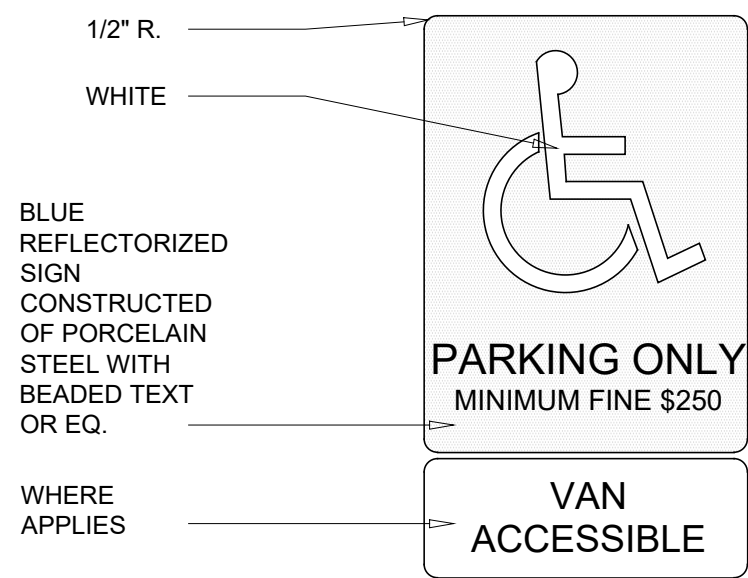 1/2" R.
WHITE
BLUE
REFLECTORIZED
SIGN
CONSTRUCTED
OF PORCELAIN
STEEL WITH
BEADED TEXT
OR EQ.
WHERE
APPLIES
PARKING ONLY
MINIMUM FINE $250
VAN
ACCESSIBLE